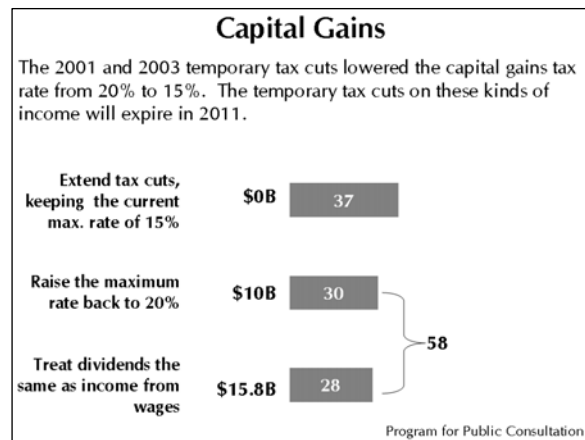 Capital Gains
The 2001 and 2003 temporary tax cuts lowered the capital gains tax
rate from 20% to 15%.  The temporary tax cuts on these kinds of
income will expire in 2011.
Extend tax cuts,
keeping the current
max. rate of 15%
$0B
37
Raise the maximum
rate back to 20%
$10B
30
58
Treat dividends the
same as income from
wages
$15.8B
28
Program for Public Consultation